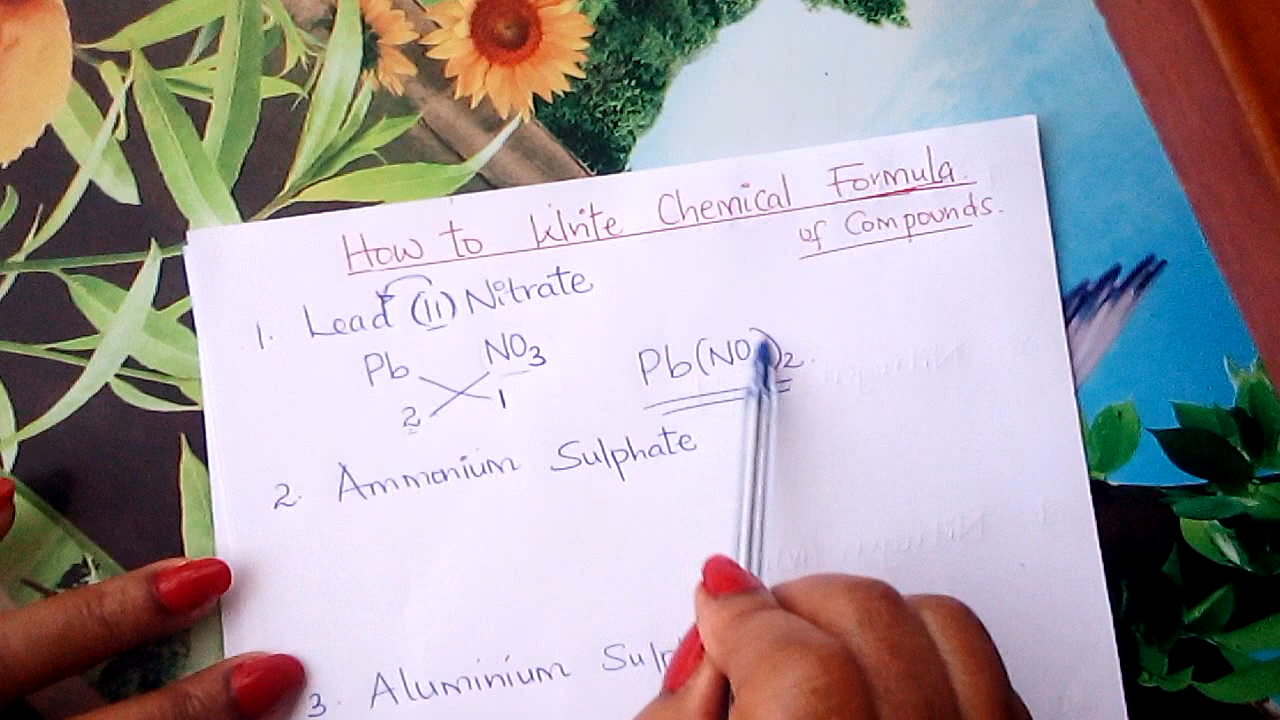 How to Write Chemical Formula
of Compounds.
1. Lead (II) Nitrate
Pb NO3 Pb(NO )2.
2 1
2. Ammonium Sulphate
3. Aluminium